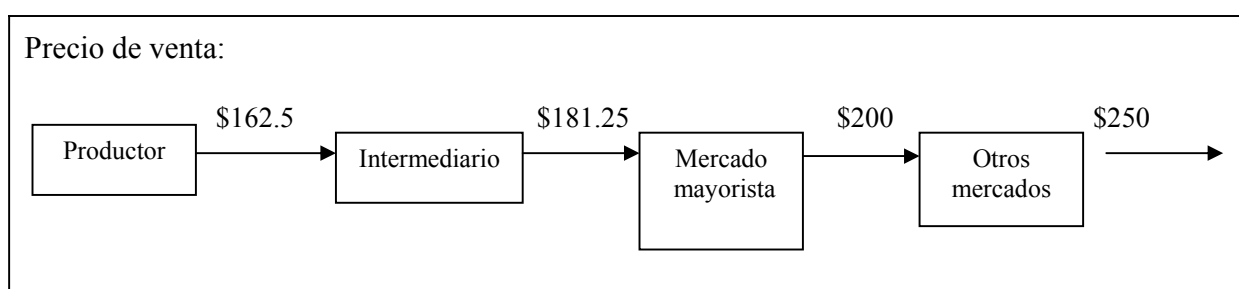 Precio de venta:
$162.5
$181.25
$200
$250
Productor
Intermediario
Mercado
mayorista
Otros
mercados